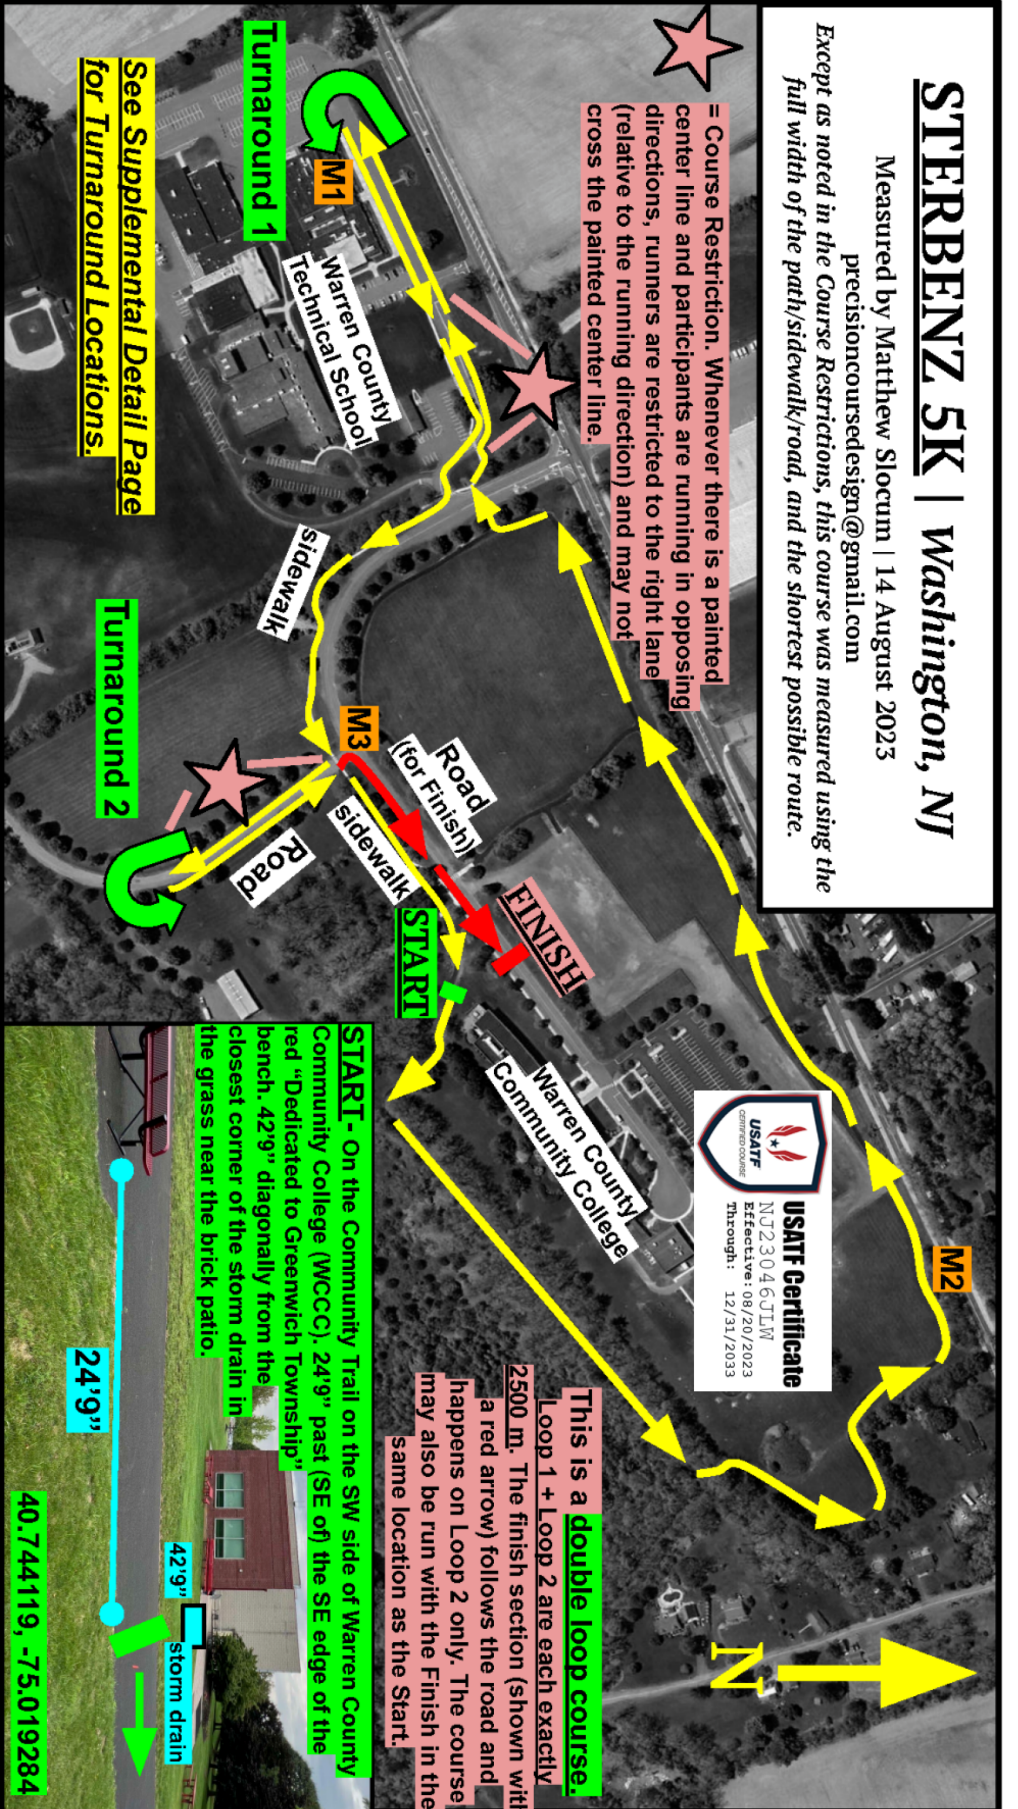 STERBENZ 5K | Washington, NJ
Measured by Matthew Slocum | 14 August 2023
precisioncoursedesign@gmail.com
Except as noted in the Course Restrictions, this course was measured using the
full width of the path/sidewalk/road, and the shortest possible route.
= Course Restriction. Whenever there is a painted
center line and participants are running in opposing
directions, runners are restricted to the right lane
(relative to the running direction) and may not
cross the painted center line.
Turnaround 1
M1
Warren County
Technical School
See Supplemental Detail Page
for Turnaround Locations.
sidewalk
Turnaround 2
M3
Road
(for Finish)
sidewalk
Road
FINISH
START
Warren County
Community College
M2
USATF
CERTIFIED COURSE
USATF Certificate
NJ23046JLW
Effective: 08/20/2023
Through: 12/31/2033
N
This is a double loop course.
Loop 1 + Loop 2 are each exactly
2500 m. The finish section (shown wit
a red arrow) follows the road and
happens on Loop 2 only. The course
may also be run with the Finish in the
same location as the Start.
START- On the Community Trail on the SW side of Warren County
Community College (WCCC). 24'9" past (SE of) the SE edge of the
red "Dedicated to Greenwich Township"
bench. 42'9" diagonally from the
closest corner of the storm drain in
the grass near the brick patio.
24'9"
42'9"
storm drain
40.744119, -75.019284